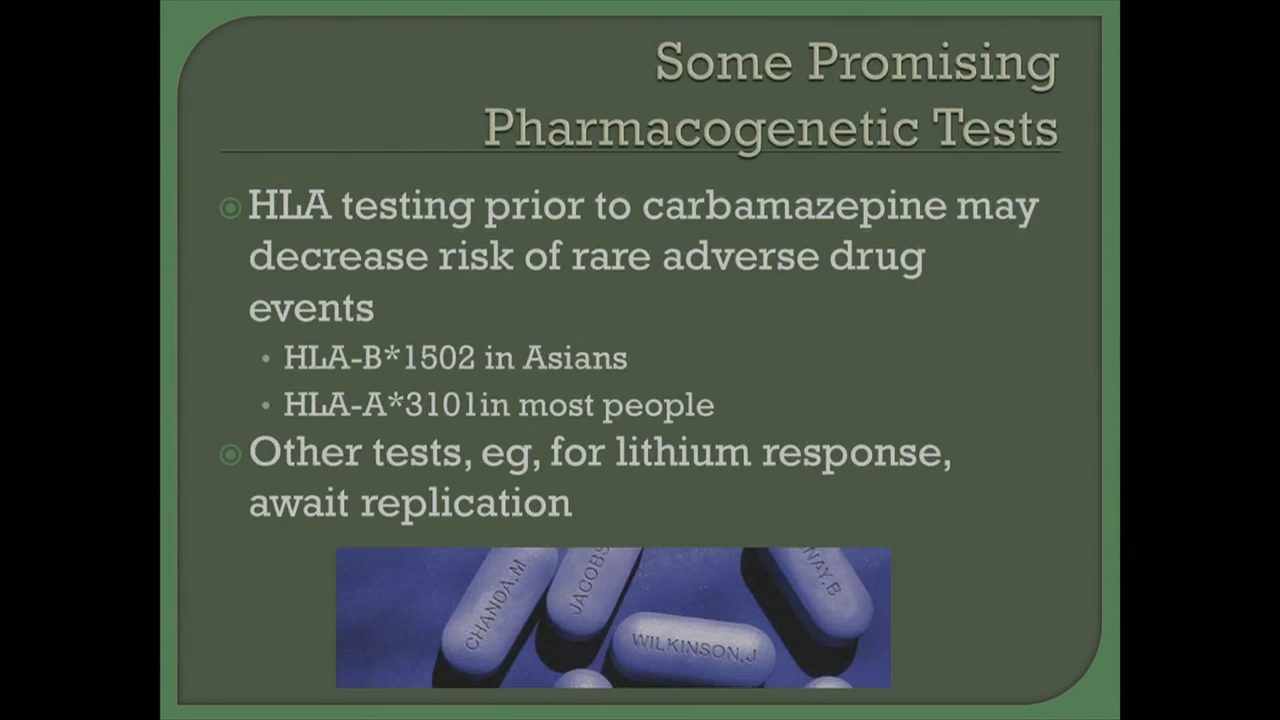 Some Promising
Pharmacogenetic Tests
HLA testing prior to carbamazepine may
decrease risk of rare adverse drug
events
HLA-B*1502 in Asians
HLA-A*3101in most people
Other tests, eg, for lithium response,
await replication
CHANDA.M
JACOBS
NAY.B
WILKINSON.J